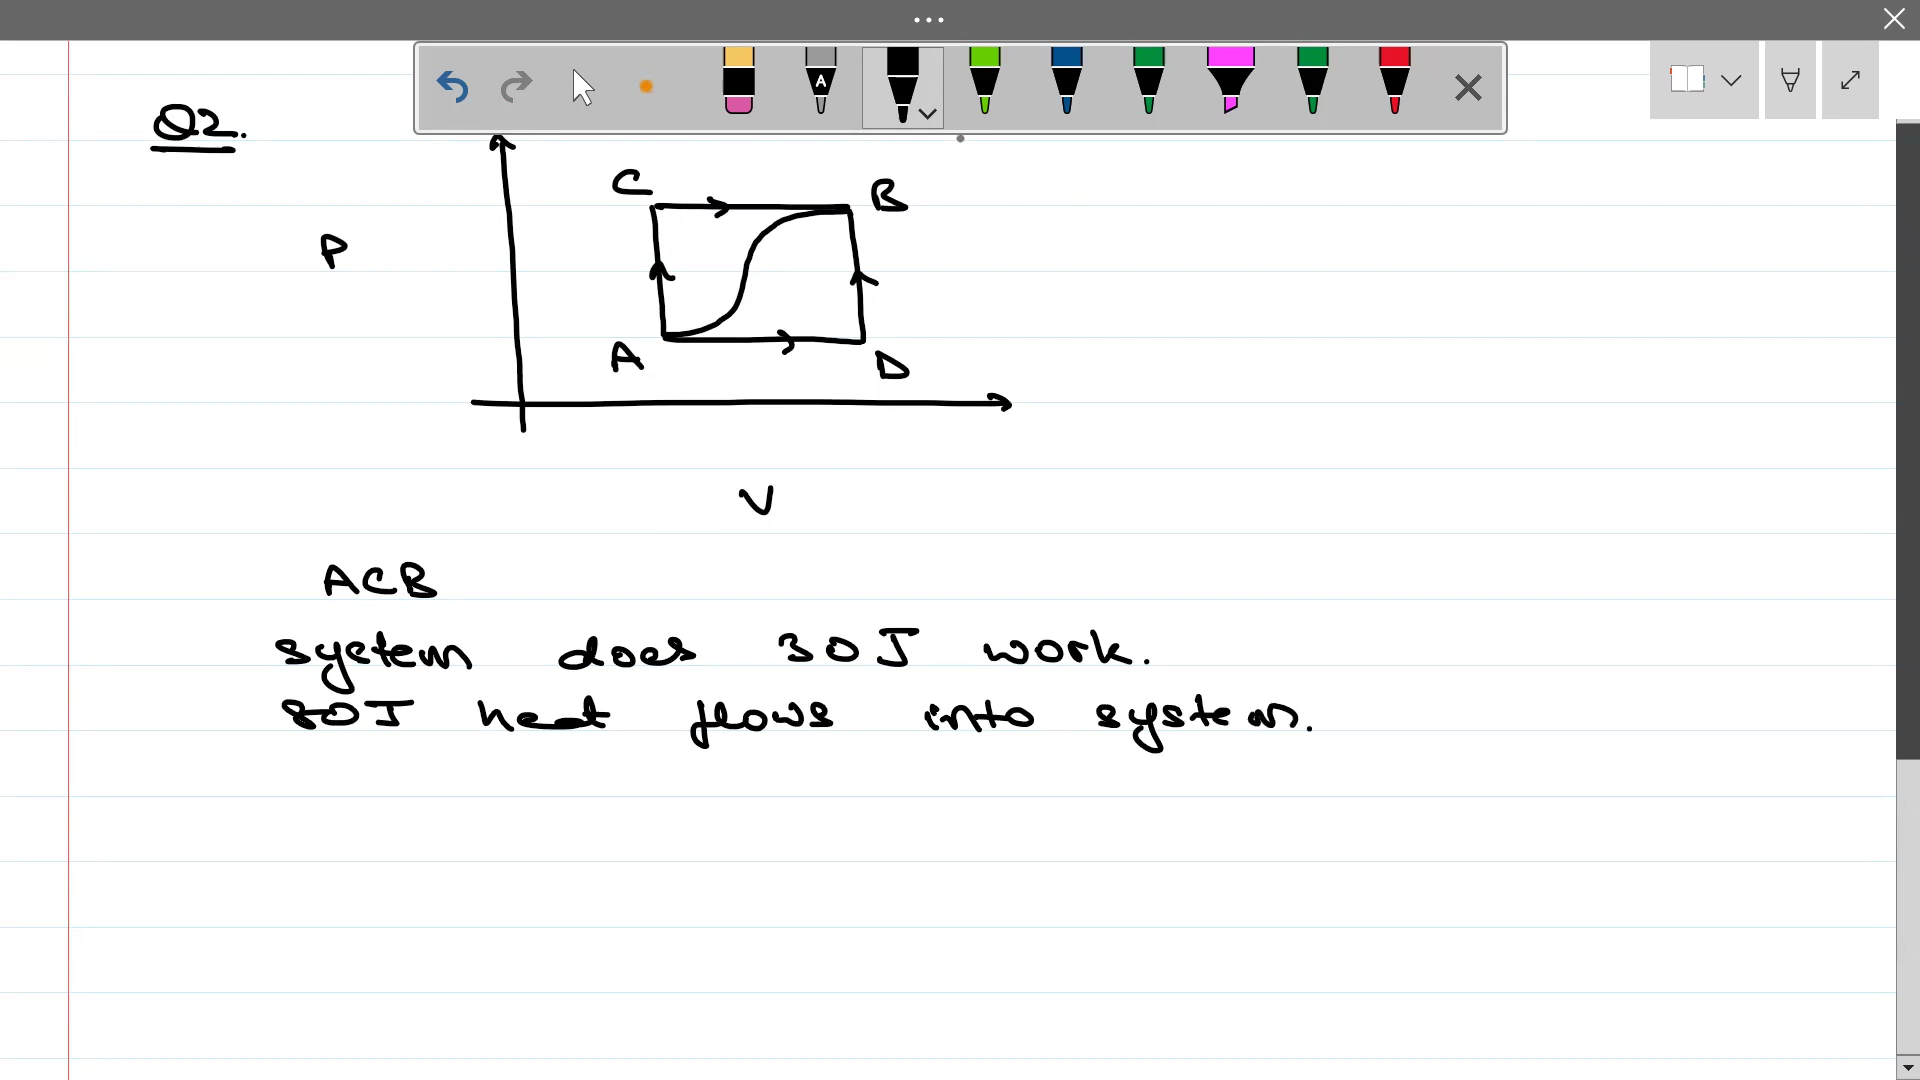 Q2.
C
B
P
A
D
V
ACB
system does 30J work.
80J heat flows into system.